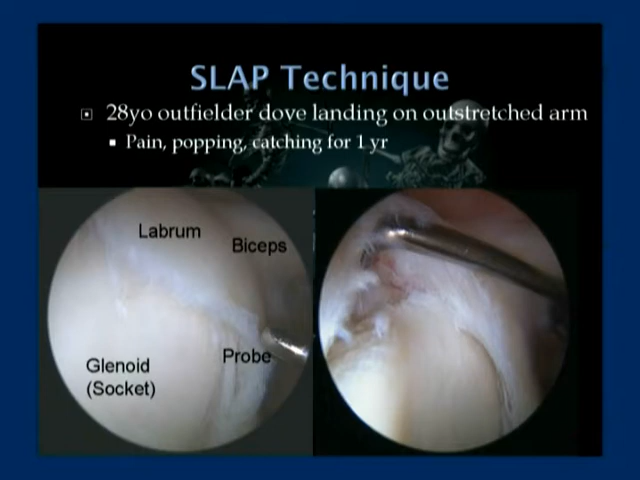 SLAP Technique
28yo outfielder dove landing on outstretched arm
Pain, popping, catching for 1 yr
Labrum
Biceps
Probe
Glenoid
(Socket)